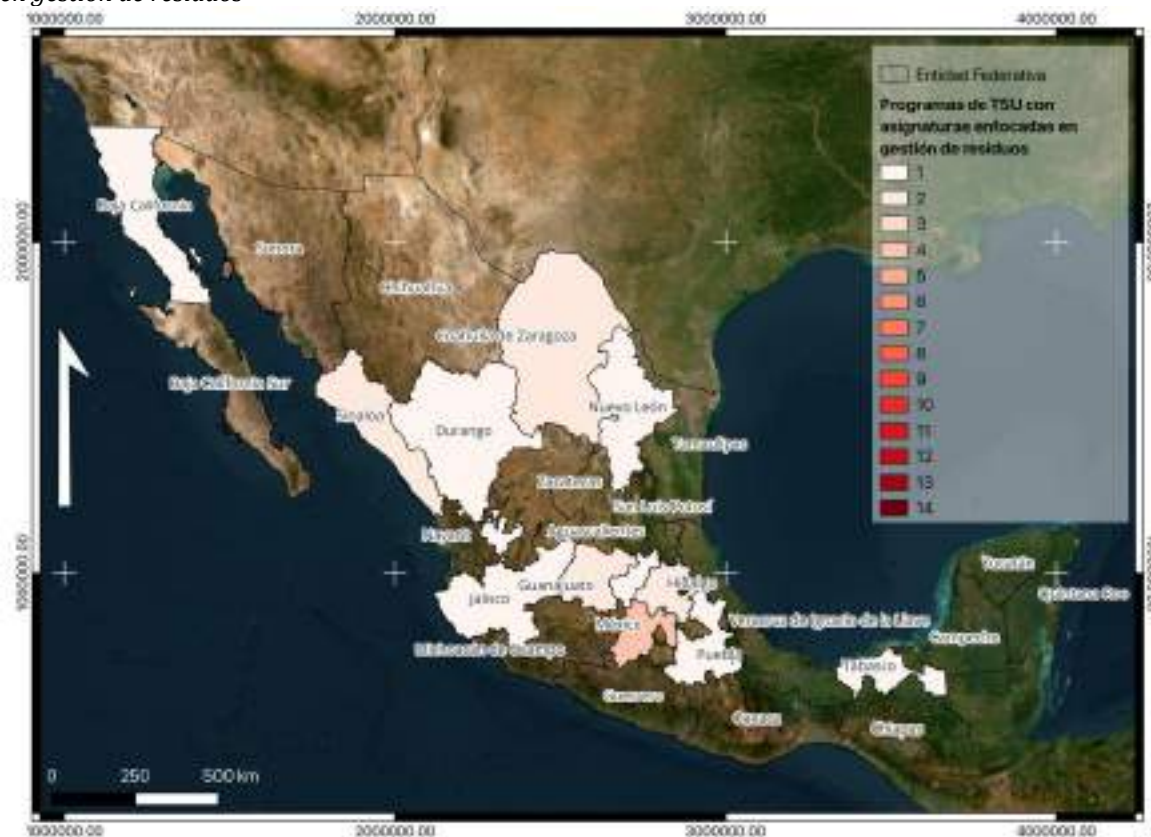 en gestión de residuos
1000000.00 2000000.00 3000000.00 4000000.00
Entidad Federativa
Programas de TSU con
asignaturas enfocadas en
gestión de residuos
1
2
3
4
5
6
7
8
9
10
11
12
13
14
Baja California
Sonora
Chihuahua
Coahuila de Zaragoza
Baja California Sur
Sinaloa
Durango
Nuevo León
Tamaulipas
Zacatecas
San Luis Potosí
Nayarit
Aguascalientes
Guanajuato
Hidalgo
Jalisco
México
Veracruz de Ignacio de la Llave
Michoacán de Ocampo
Puebla
Guerrero
Oaxaca
Tabasco
Chiapas
Campeche
Yucatán
Quintana Roo
2000000.00
1000000.00
0 250 500 km
1000000.00 2000000.00 3000000.00 4000000.00